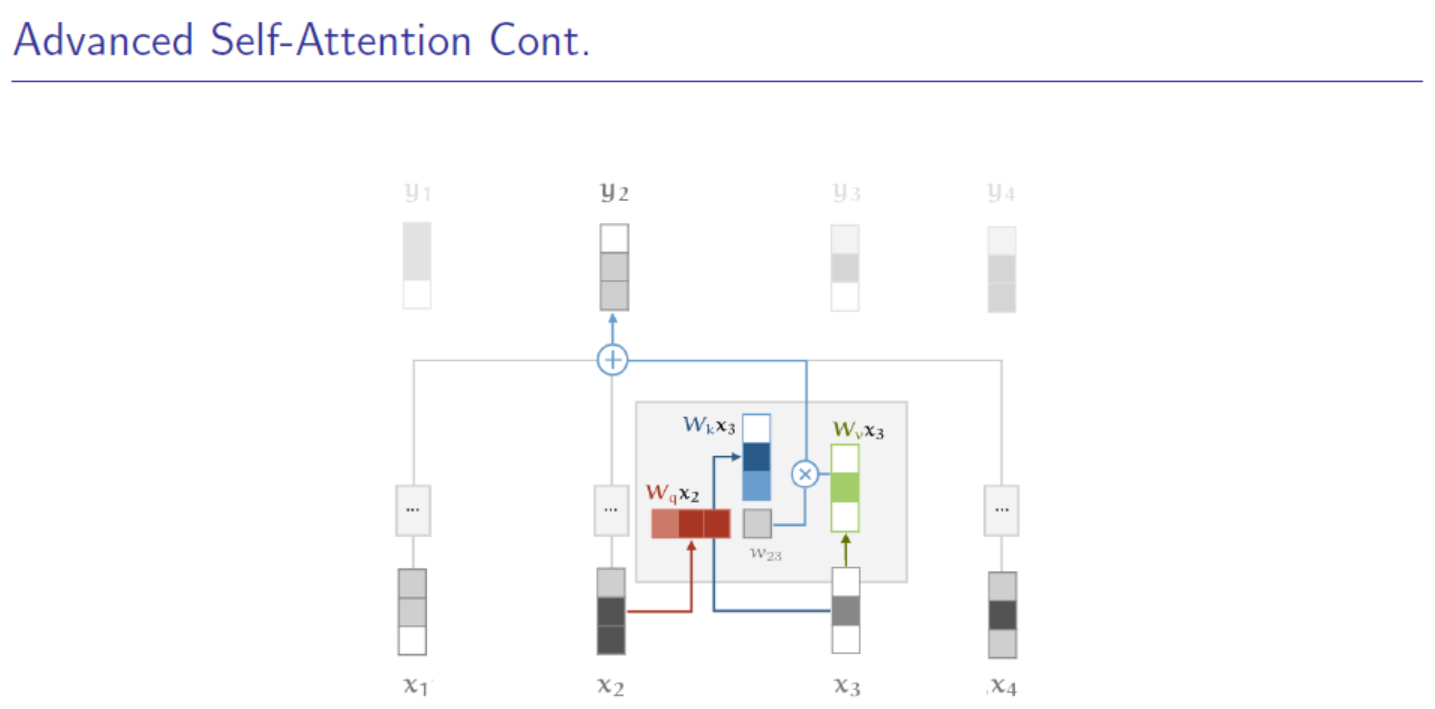 Advanced Self-Attention Cont.
y1 y2 y3 y4
Wkx3 Wvx3
Wqx2
... ... ...
w23
x1 x2 x3 x4